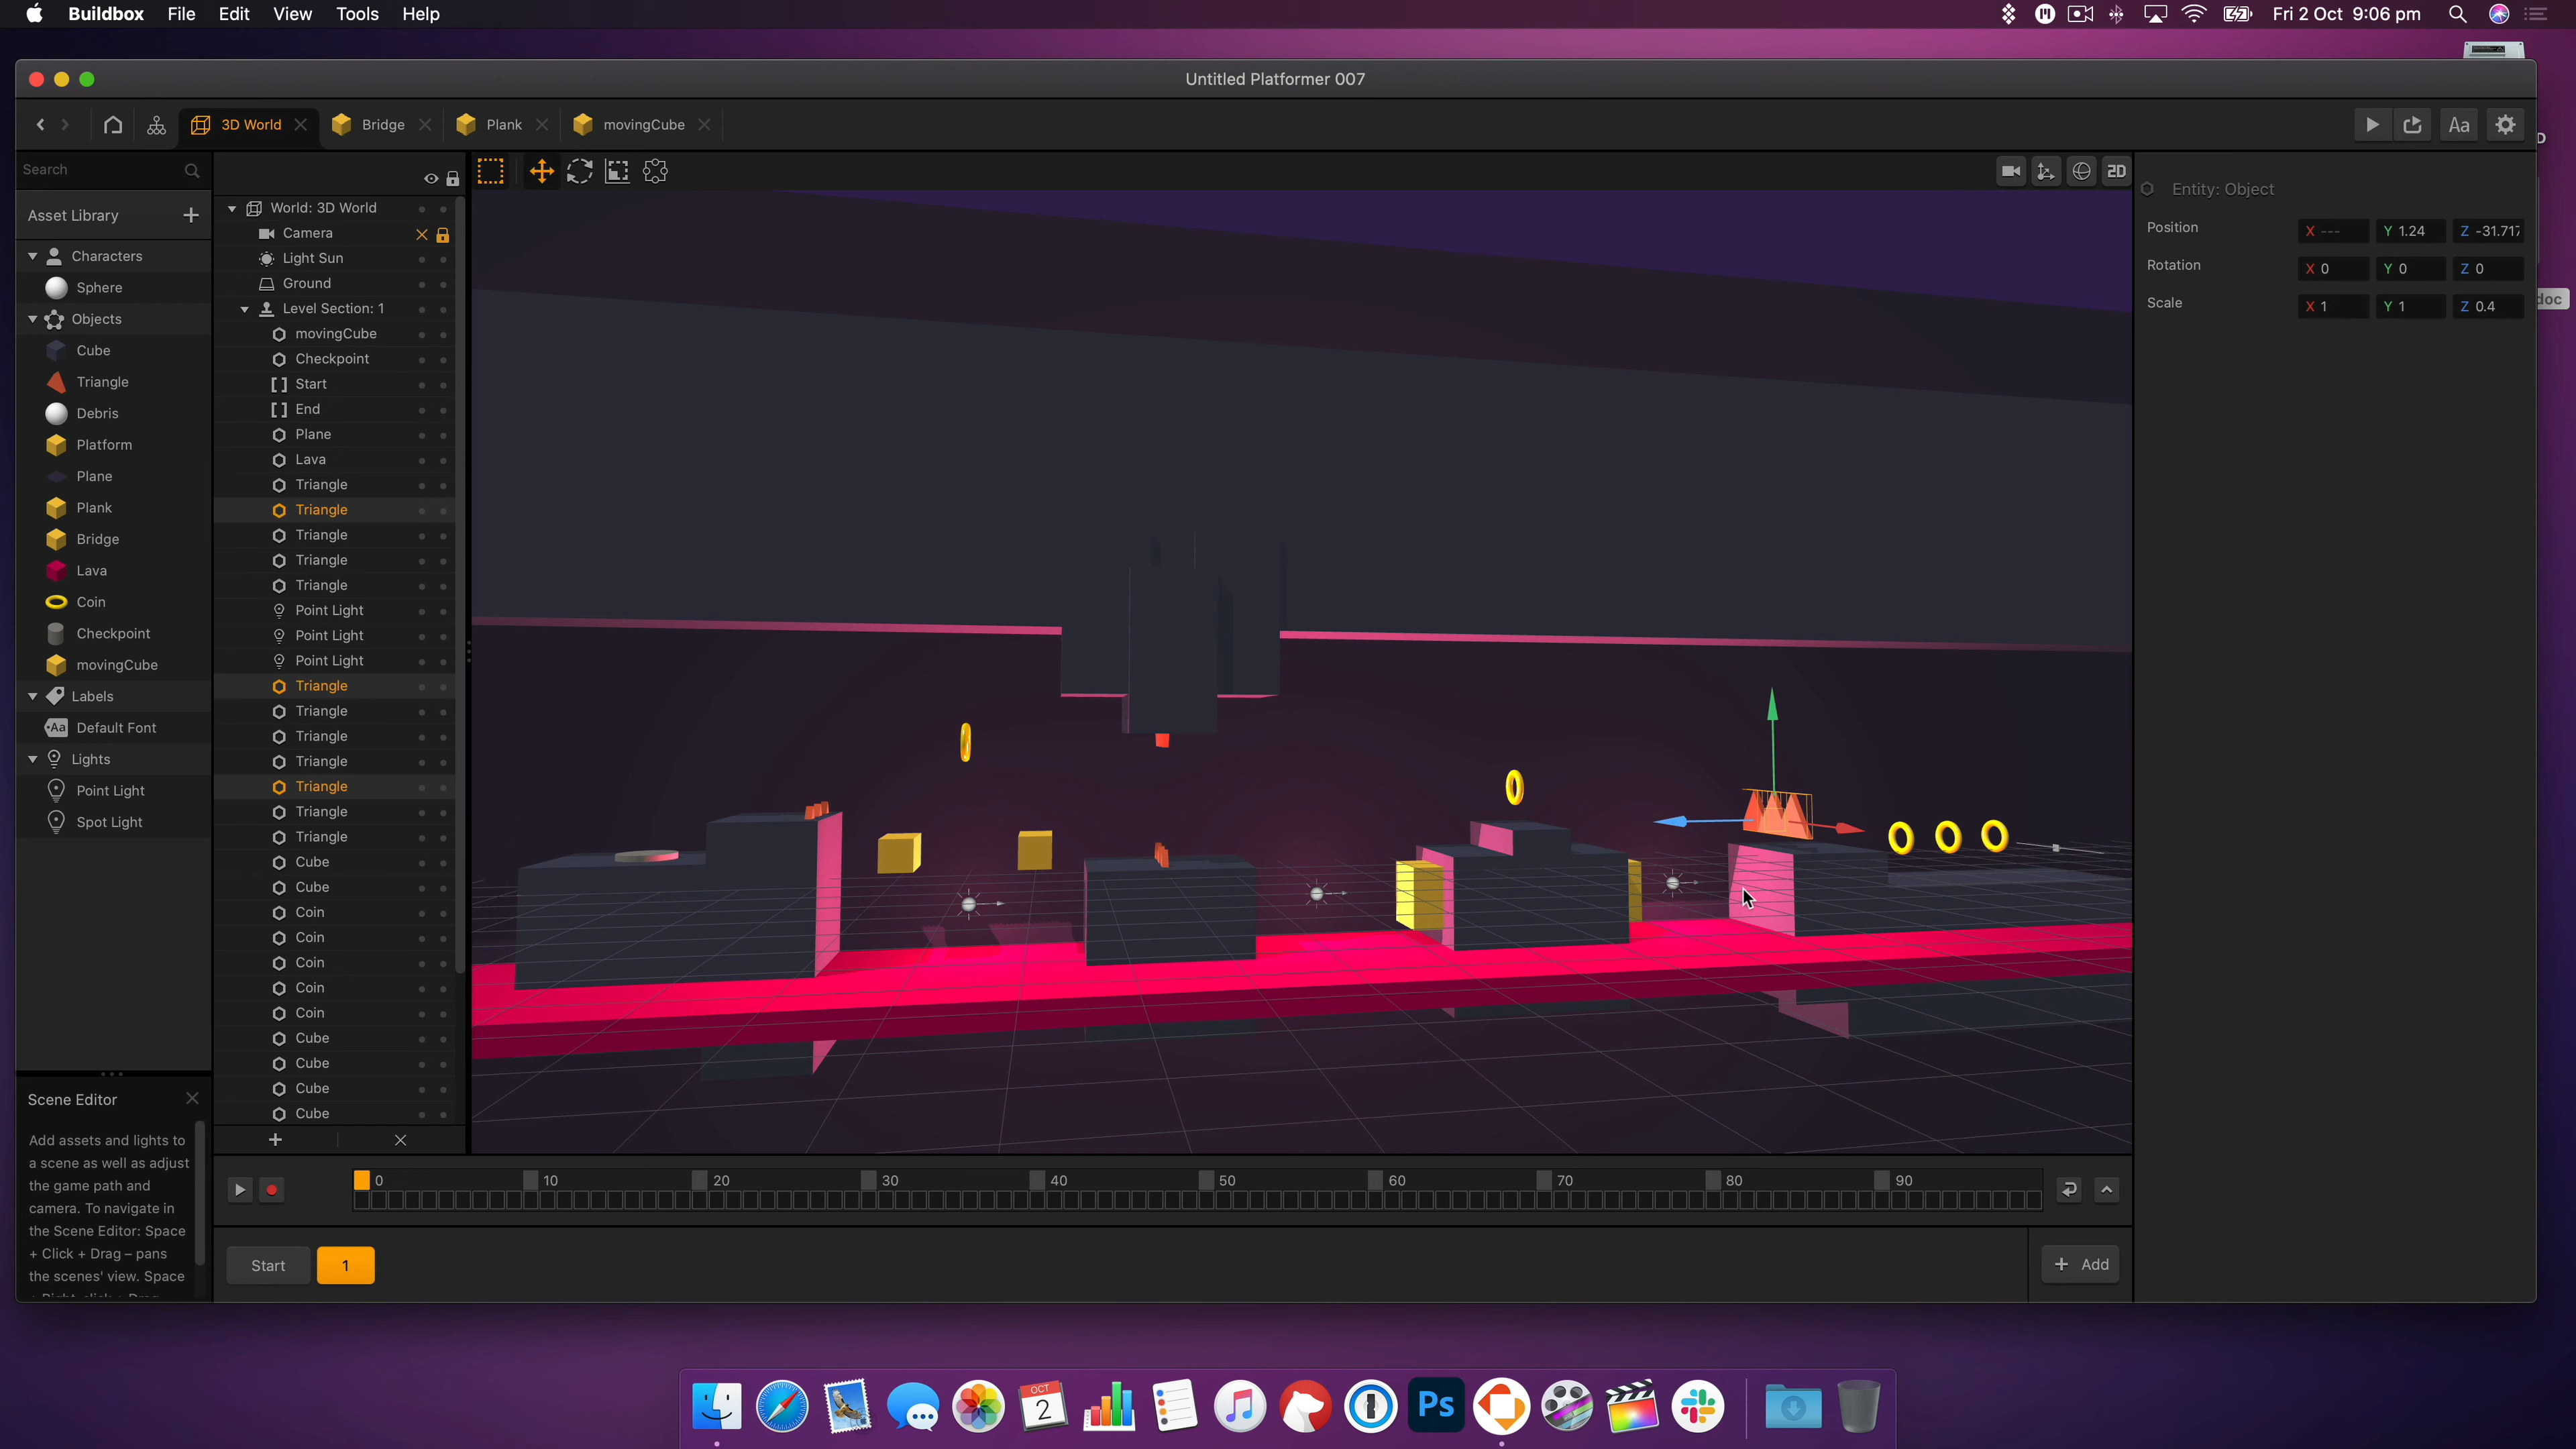 Buildbox File Edit View Tools Help
Fri 2 Oct 9:06 pm
Untitled Platformer 007
3D World
Bridge
Plank
movingCube
Aa
Search
Asset Library
Characters
Sphere
Objects
Cube
Triangle
Debris
Platform
Plane
Plank
Bridge
Lava
Coin
Checkpoint
movingCube
Labels
Aa Default Font
Lights
Point Light
Spot Light
Scene Editor
Add assets and lights to
a scene as well as adjust
the game path and
camera. To navigate in
the Scene Editor: Space
+ Click + Drag – pans
the scenes' view. Space
World: 3D World
Camera
Light Sun
Ground
Level Section: 1
movingCube
Checkpoint
[ ] Start
[ ] End
Plane
Lava
Triangle
Triangle
Triangle
Triangle
Triangle
Point Light
Point Light
Point Light
Triangle
Triangle
Triangle
Triangle
Triangle
Triangle
Triangle
Cube
Cube
Coin
Coin
Coin
Coin
Coin
Cube
Cube
Cube
Cube
2D
Entity: Object
Position X --- Y 1.24 Z -31.717
Rotation X 0 Y 0 Z 0
Scale X 1 Y 1 Z 0.4
doc
0 10 20 30 40 50 60 70 80 90
Start 1
+ Add
OCT
2
Ps